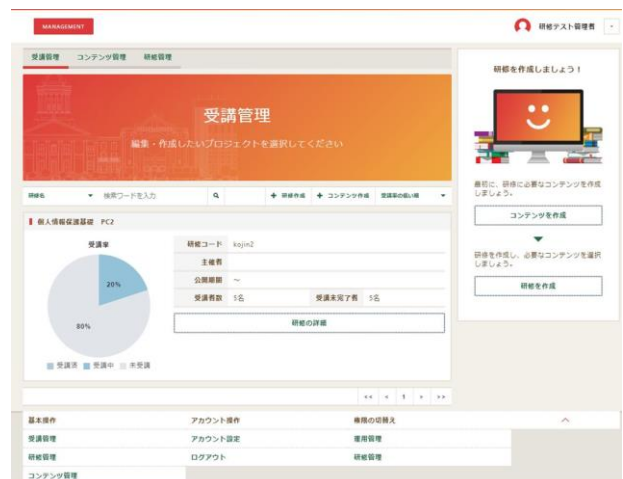 MANAGEMENT
研修テスト管理者
受講管理 コンテンツ管理 研修管理
受講管理
編集・作成したいプロジェクトを選択してください
研修名 検索ワードを入力 + 研修作成 + コンテンツ作成 受講率の低い順
個人情報保護基礎 PC2
受講率
20%
80%
受講済 受講中 未受講
研修コード kojin2
主催者
公開期間 ~
受講者数 5名 受講未完了者 5名
研修の詳細
<< < 1 > >>
研修を作成しましょう!
最初に、研修に必要なコンテンツを作成
しましょう。
コンテンツを作成
研修を作成し、必要なコンテンツを選択
しましょう。
研修を作成
基本操作 アカウント操作 権限の切替え
受講管理 アカウント設定 雇用管理
研修管理 ログアウト 研修管理
コンテンツ管理